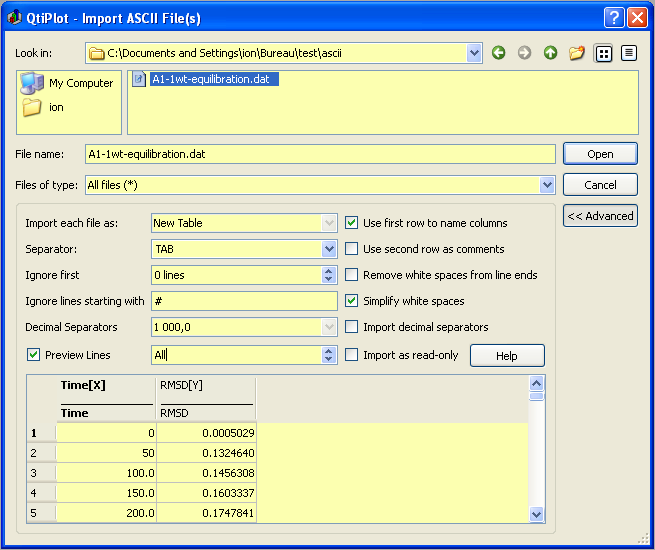 QtiPlot - Import ASCII File(s)
Look in: C:\Documents and Settings\ion\Bureau\test\ascii
My Computer
ion
A1-1wt-equilibration.dat
File name: A1-1wt-equilibration.dat Open
Files of type: All files (*) Cancel
<< Advanced
Import each file as: New Table Use first row to name columns
Separator: TAB Use second row as comments
Ignore first 0 lines Remove white spaces from line ends
Ignore lines starting with # Simplify white spaces
Decimal Separators 1 000,0 Import decimal separators
Preview Lines All Import as read-only Help
Time[X] RMSD[Y]
Time RMSD
1 0 0.0005029
2 50 0.1324640
3 100.0 0.1456308
4 150.0 0.1603337
5 200.0 0.1747841